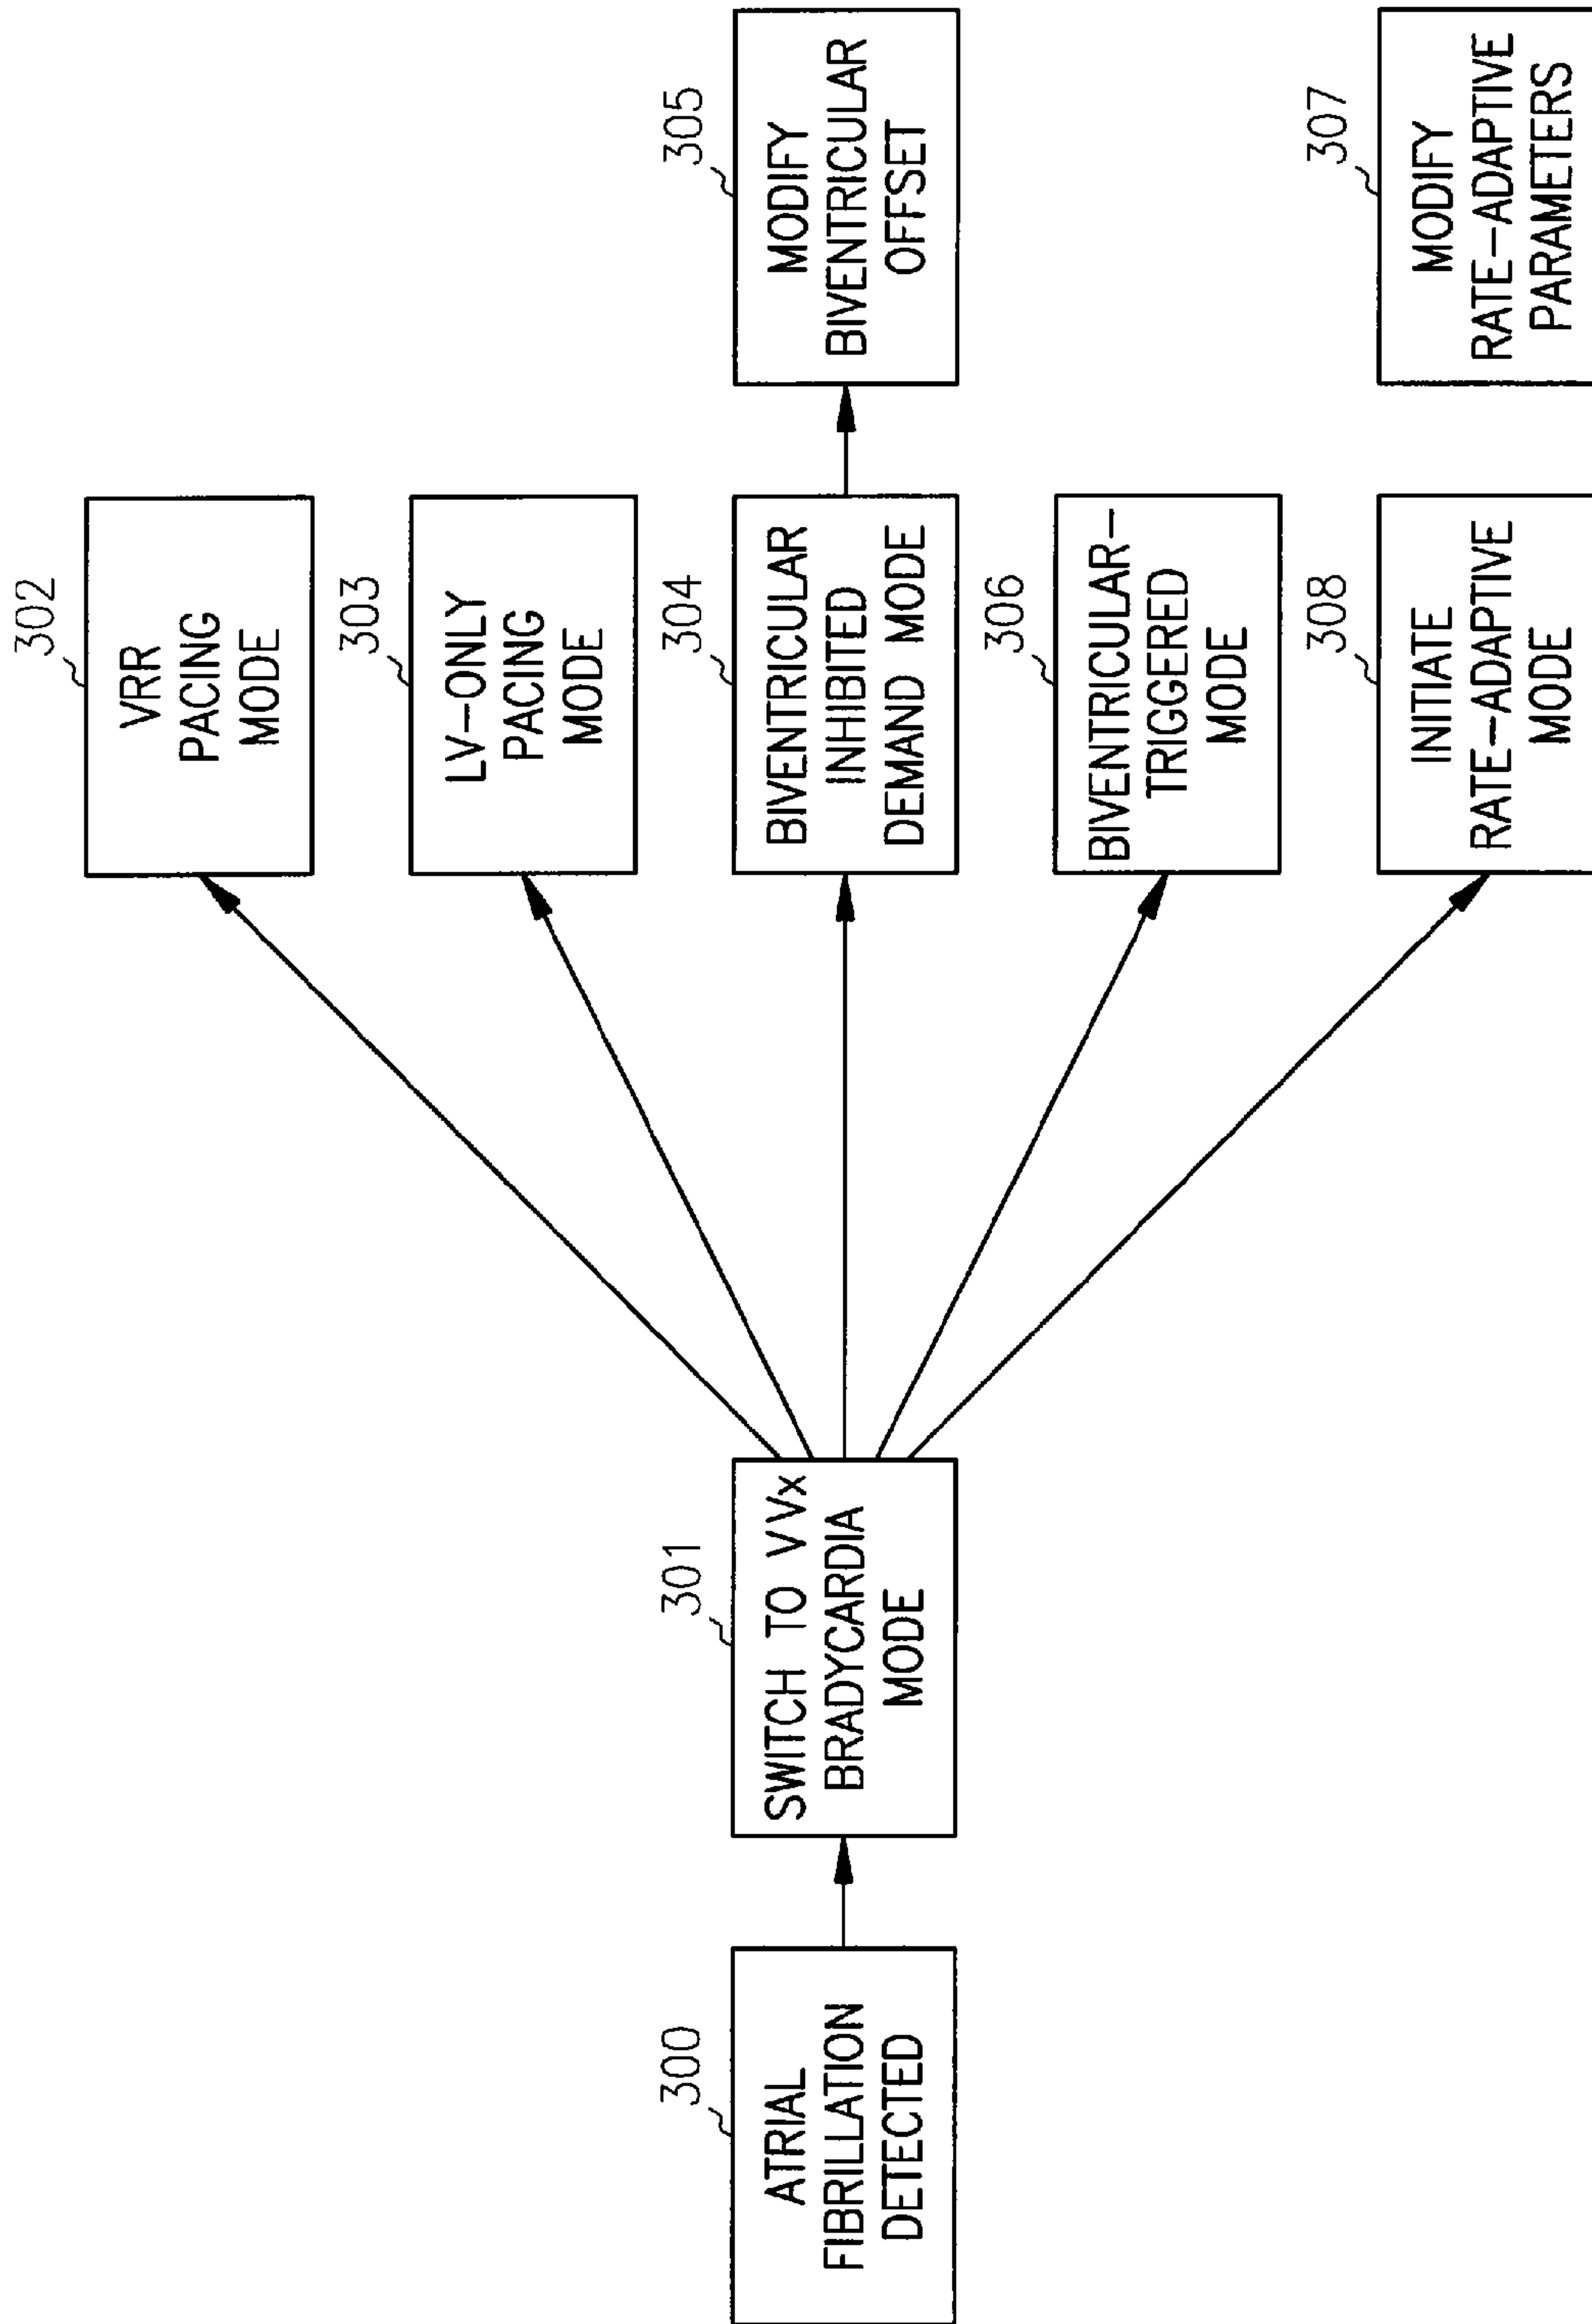 300
ATRIAL
FIBRILLATION
DETECTED
301
SWITCH TO VVx
BRADYCARDIA
MODE
302
VRR
PACING
MODE
303
LV-ONLY
PACING
MODE
304
BIVENTRICULAR
INHIBITED
DEMAND MODE
305
MODIFY
BIVENTRICULAR
OFFSET
306
BIVENTRICULAR-
TRIGGERED
MODE
308
INITIATE
RATE-ADAPTIVE
MODE
307
MODIFY
RATE-ADAPTIVE
PARAMETERS